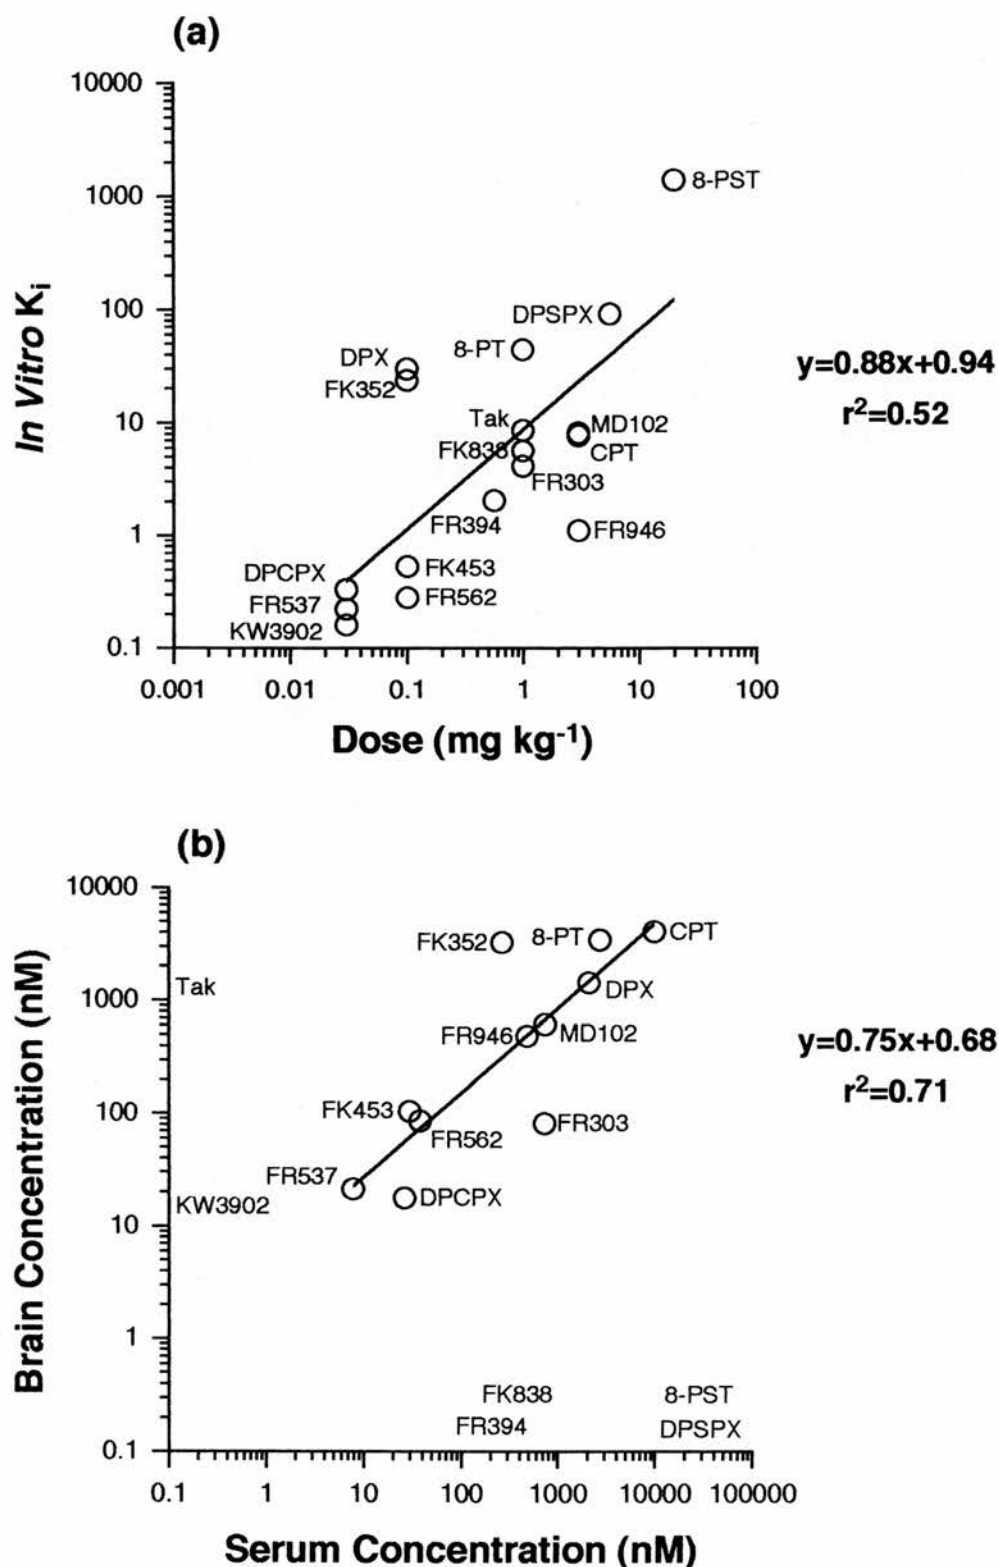 (a)
10000
1000
100
10
1
0.1
In Vitro Ki
8-PST
DPSPX
8-PT
DPX
FK352
Tak
MD102
FK838
CPT
FR303
FR394
FR946
DPCPX
FK453
FR537
FR562
KW3902
y=0.88x+0.94
r²=0.52
0.001 0.01 0.1 1 10 100
Dose (mg kg⁻¹)
(b)
10000
1000
100
10
1
0.1
Brain Concentration (nM)
FK352
8-PT
CPT
Tak
DPX
FR946
MD102
FK453
FR303
FR562
FR537
KW3902
DPCPX
FK838
8-PST
FR394
DPSPX
y=0.75x+0.68
r²=0.71
0.1 1 10 100 1000 10000 100000
Serum Concentration (nM)